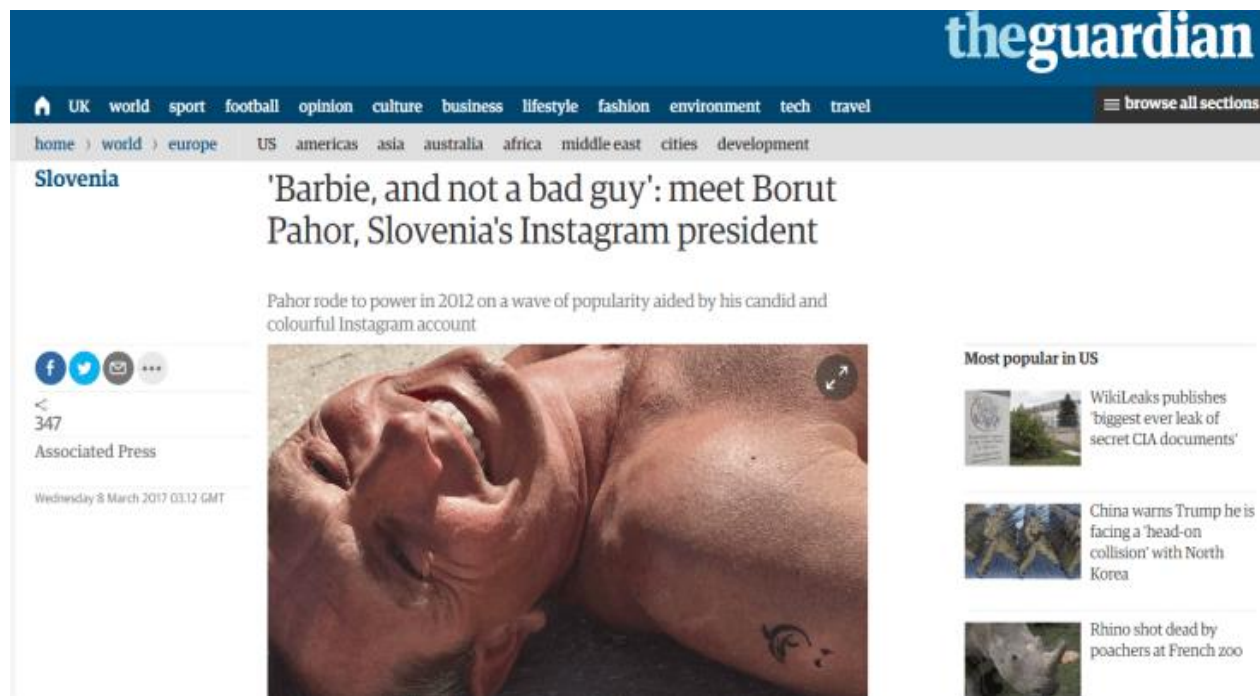 theguardian
UK world sport football opinion culture business lifestyle fashion environment tech travel
browse all sections
home world europe US americas asia australia africa middle east cities development
Slovenia
'Barbie, and not a bad guy': meet Borut
Pahor, Slovenia's Instagram president
Pahor rode to power in 2012 on a wave of popularity aided by his candid and
colourful Instagram account
347
Associated Press
Wednesday 8 March 2017 03.12 GMT
Most popular in US
WikiLeaks publishes
'biggest ever leak of
secret CIA documents'
China warns Trump he is
facing a 'head-on
collision' with North
Korea
Rhino shot dead by
poachers at French zoo